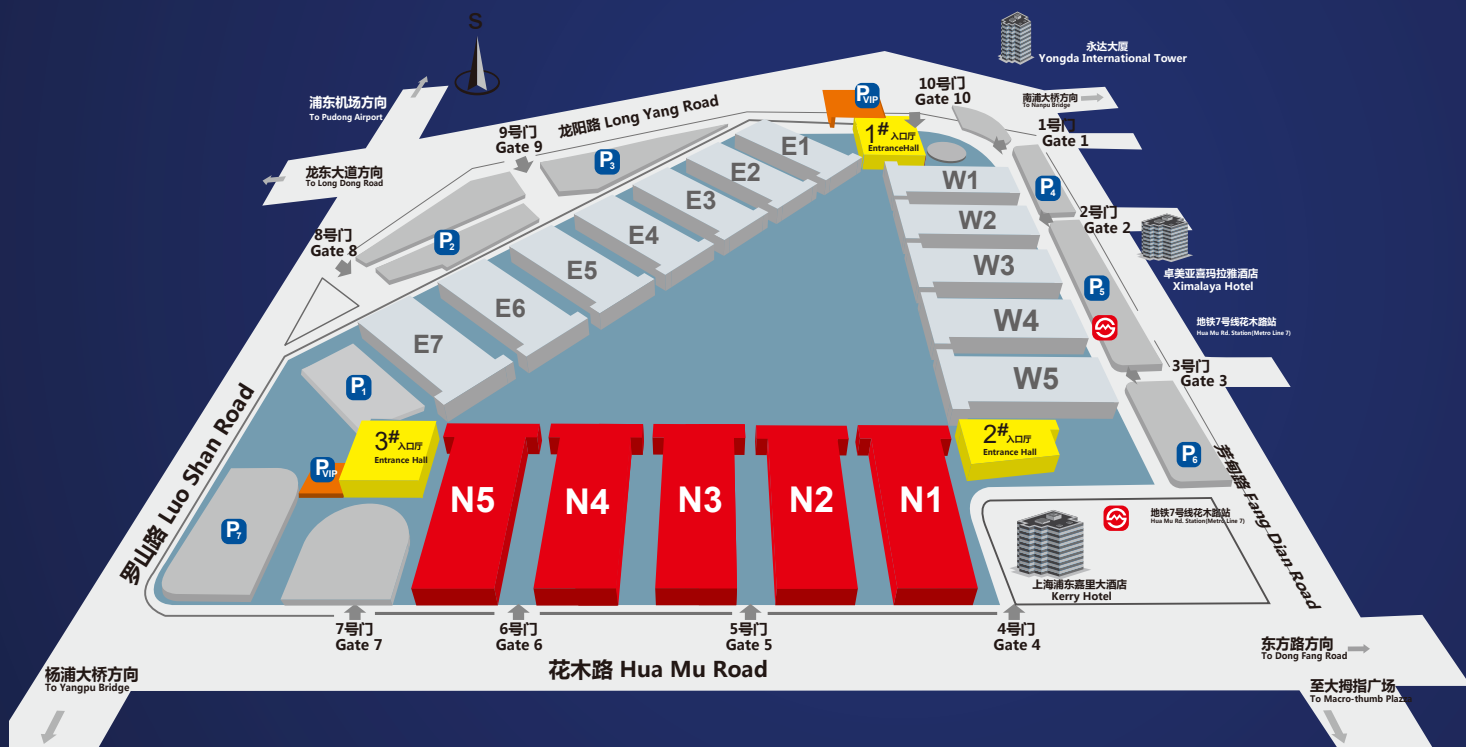 S
永达大厦
Yongda International Tower
浦东机场方向
To Pudong Airport
10号门
Gate 10
PVIP
南浦大桥方向
To Nanpu Bridge
9号门
Gate 9
龙阳路 Long Yang Road
1#入口厅
EntranceHall
1号门
Gate 1
龙东大道方向
To Long Dong Road
P3
E1
E2
E3
E4
E5
E6
E7
W1
W2
W3
W4
W5
P4
2号门
Gate 2
8号门
Gate 8
P2
P5
卓美亚喜玛拉雅酒店
Ximalaya Hotel
地铁7号线花木路站
Hua Mu Rd. Station(Metro Line 7)
3号门
Gate 3
P1
罗山路 Luo Shan Road
3#入口厅
Entrance Hall
2#入口厅
Entrance Hall
PVIP
P6
P7
N5
N4
N3
N2
N1
芳甸路 Fang Dian Road
地铁7号线花木路站
Hua Mu Rd. Station(Metro Line 7)
上海浦东嘉里大酒店
Kerry Hotel
7号门
Gate 7
6号门
Gate 6
5号门
Gate 5
4号门
Gate 4
花木路 Hua Mu Road
东方路方向
To Dong Fang Road
杨浦大桥方向
To Yangpu Bridge
至大拇指广场
To Macro-thumb Plazza